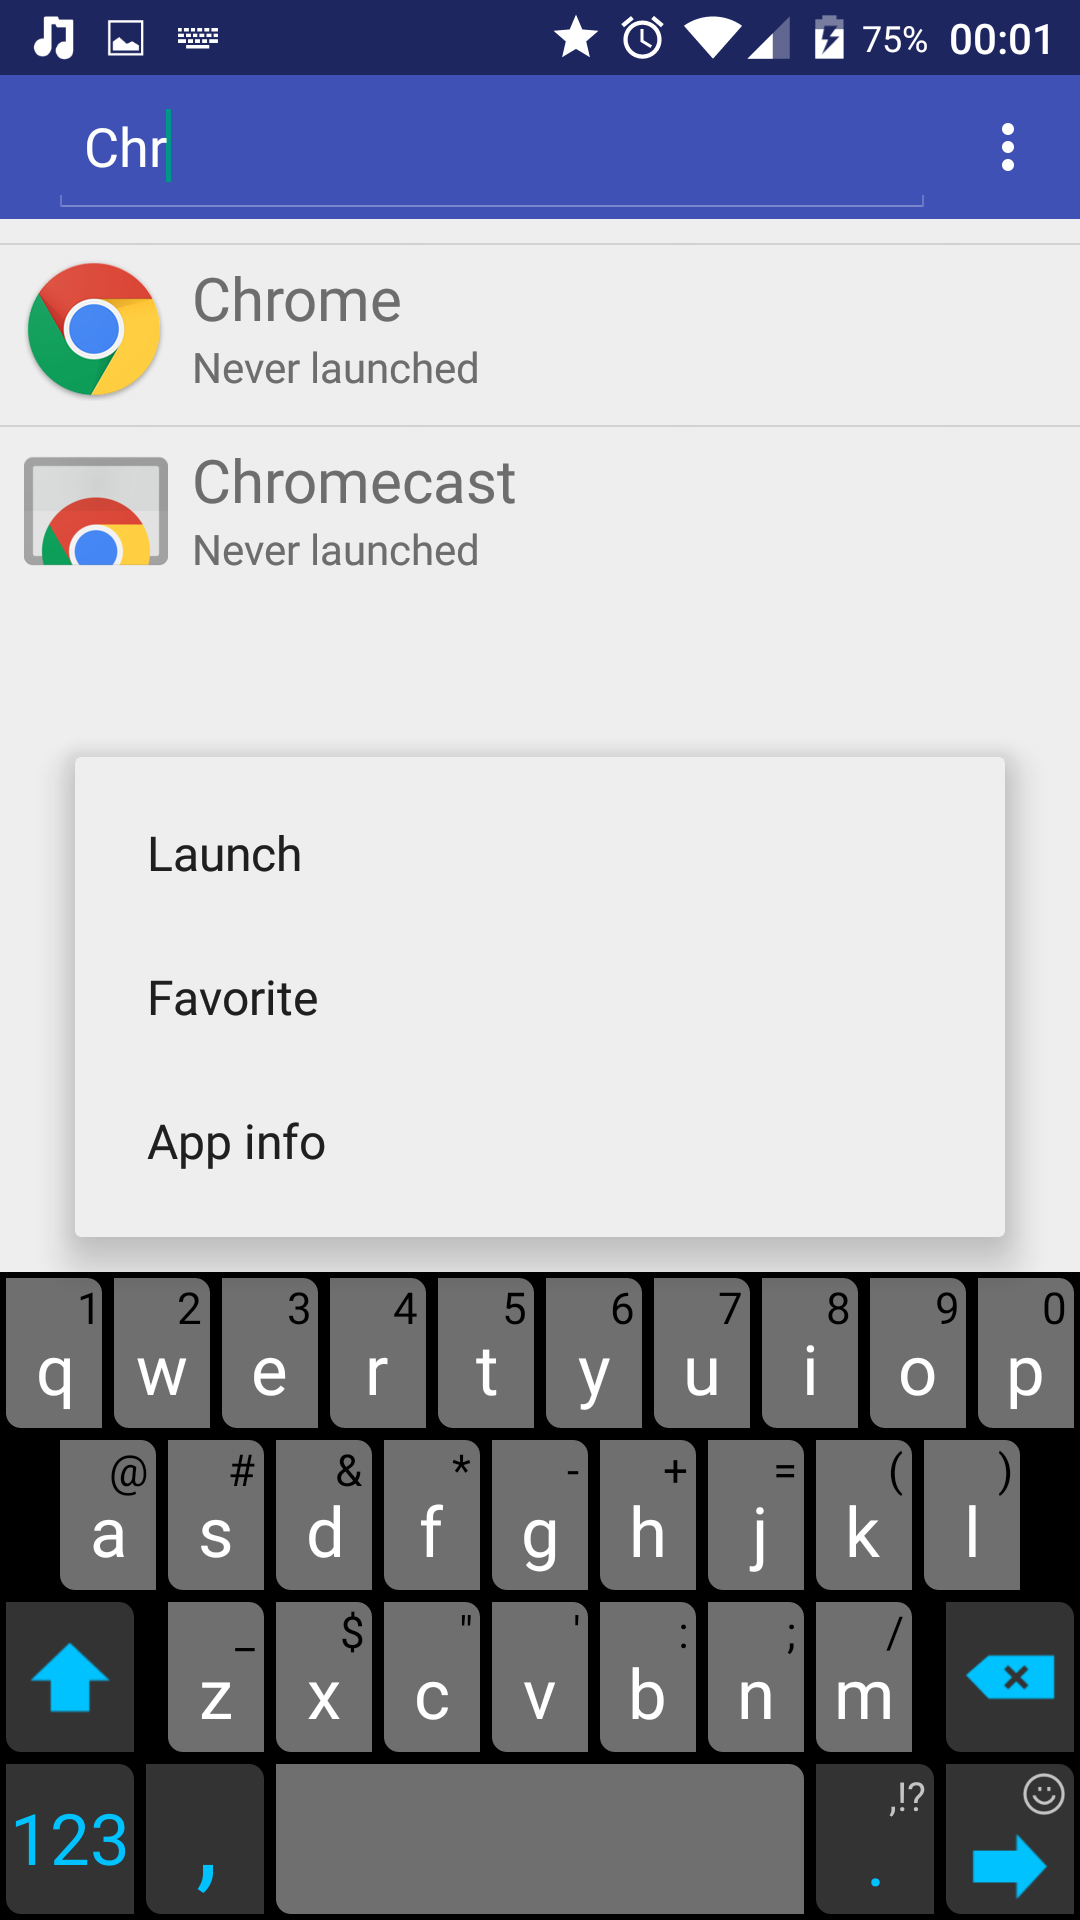 75% 00:01
Chr
Chrome
Never launched
Chromecast
Never launched
Launch
Favorite
App info
1 2 3 4 5 6 7 8 9 0
q w e r t y u i o p
@ # & * - + = ( )
a s d f g h j k l
_ $ " ' : ; /
z x c v b n m
,!?
123 , .